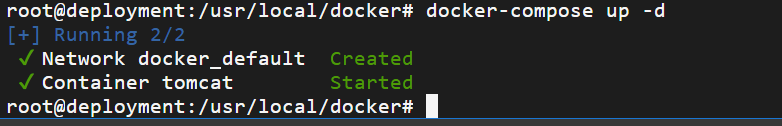 root@deployment:/usr/local/docker# docker-compose up -d
[+] Running 2/2
✓ Network docker_default  Created
✓ Container tomcat        Started
root@deployment:/usr/local/docker#